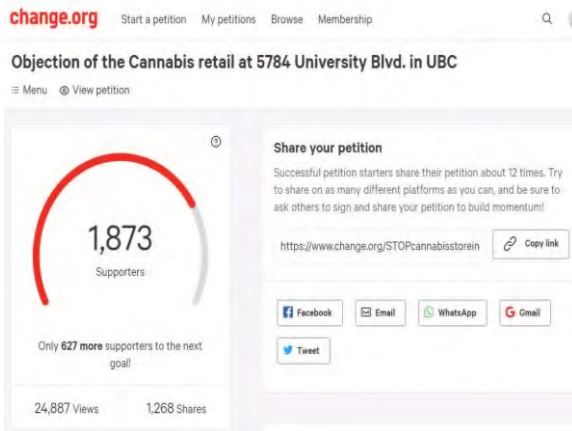 change.org Start a petition My petitions Browse Membership
Objection of the Cannabis retail at 5784 University Blvd. in UBC
Menu View petition
1,873
Supporters
Only 627 more supporters to the next
goal!
24,887 Views 1,268 Shares
Share your petition
Successful petition starters share their petition about 12 times. Try
to share on as many different platforms as you can, and be sure to
ask others to sign and share your petition to build momentum!
https://www.change.org/STOPcannabisstorein Copy link
Facebook Email WhatsApp Gmail
Tweet